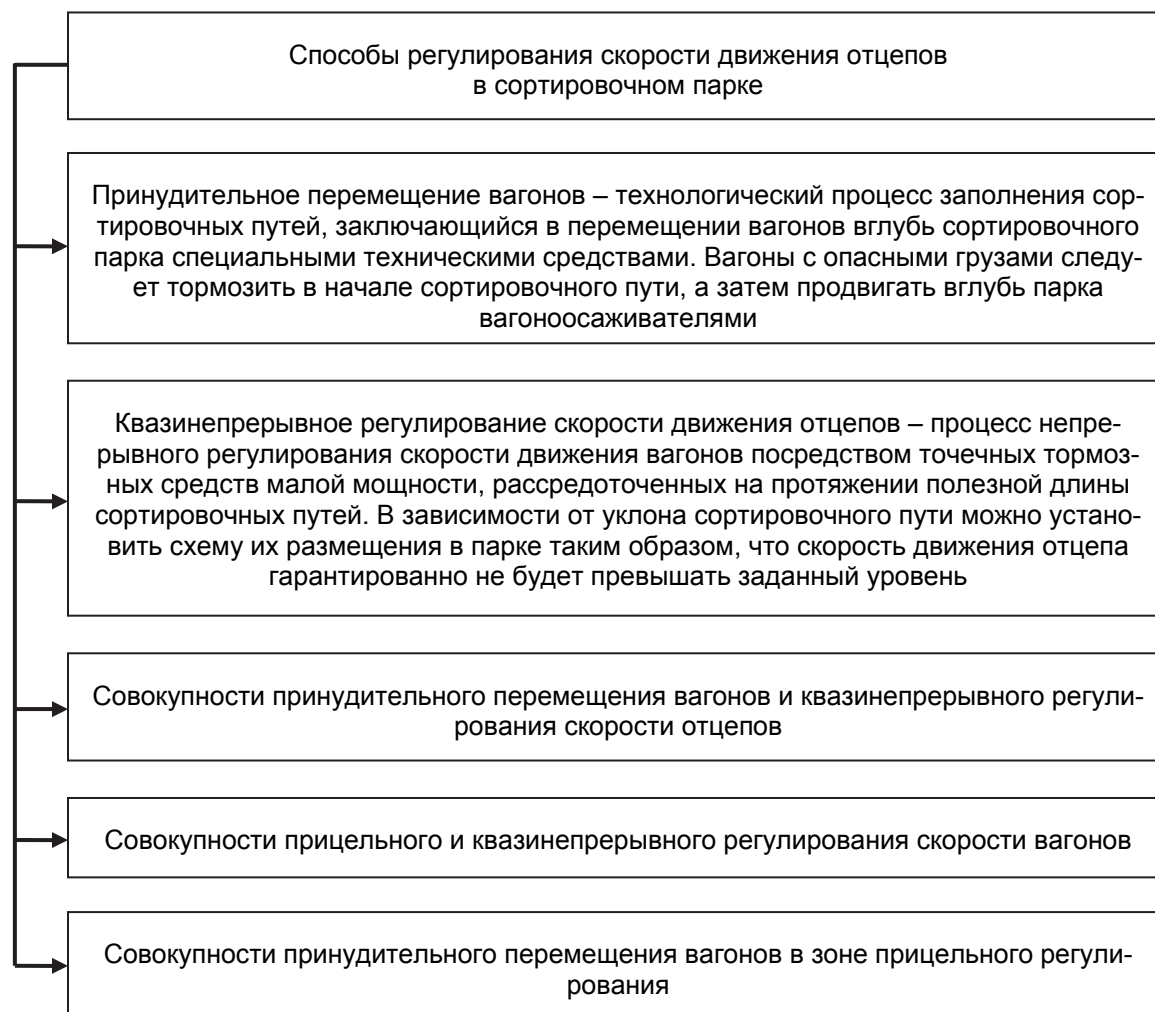 Способы регулирования скорости движения отцепов
в сортировочном парке
Принудительное перемещение вагонов – технологический процесс заполнения сор-
тировочных путей, заключающийся в перемещении вагонов вглубь сортировочного
парка специальными техническими средствами. Вагоны с опасными грузами следу-
ет тормозить в начале сортировочного пути, а затем продвигать вглубь парка
вагоноосаживателями
Квазинепрерывное регулирование скорости движения отцепов – процесс непре-
рывного регулирования скорости движения вагонов посредством точечных тормоз-
ных средств малой мощности, рассредоточенных на протяжении полезной длины
сортировочных путей. В зависимости от уклона сортировочного пути можно устано-
вить схему их размещения в парке таким образом, что скорость движения отцепа
гарантированно не будет превышать заданный уровень
Совокупности принудительного перемещения вагонов и квазинепрерывного регули-
рования скорости отцепов
Совокупности прицельного и квазинепрерывного регулирования скорости вагонов
Совокупности принудительного перемещения вагонов в зоне прицельного регули-
рования